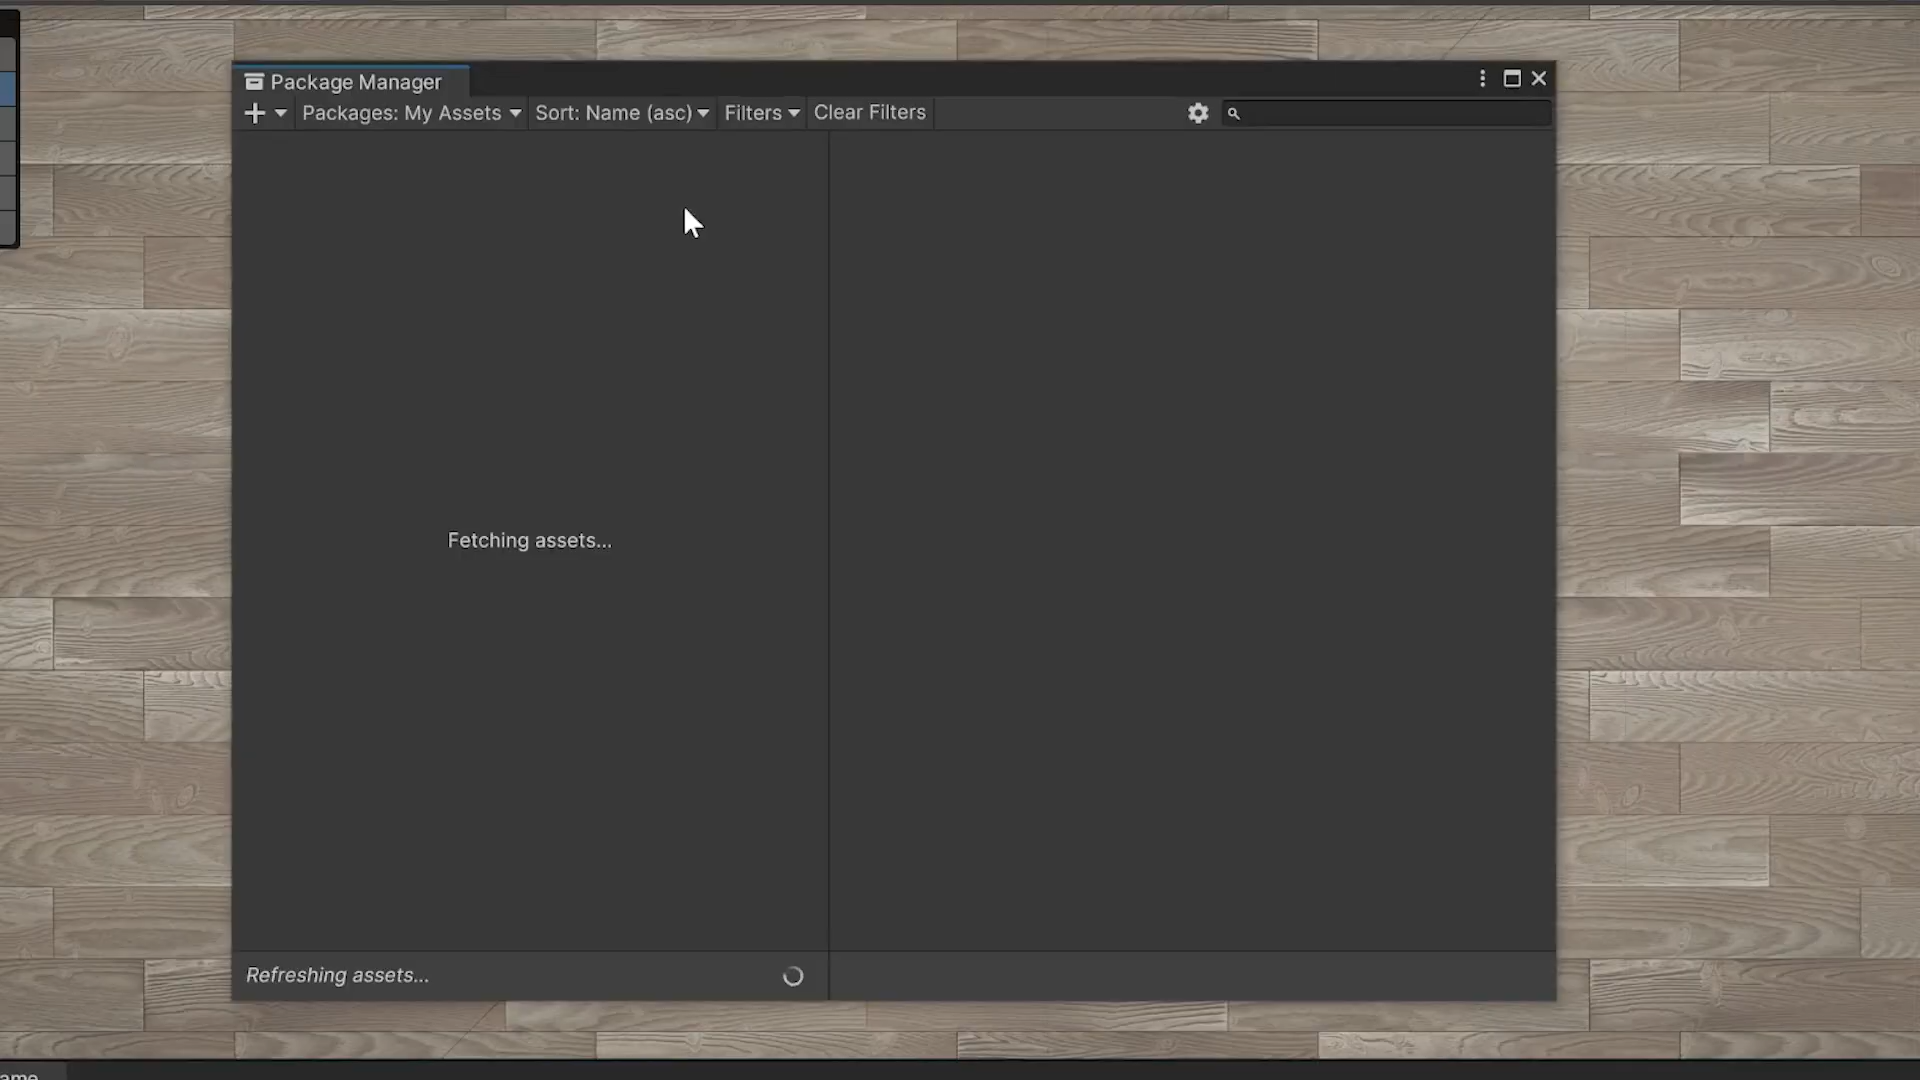 Package Manager
Packages: My Assets Sort: Name (asc) Filters Clear Filters
Fetching assets...
Refreshing assets...